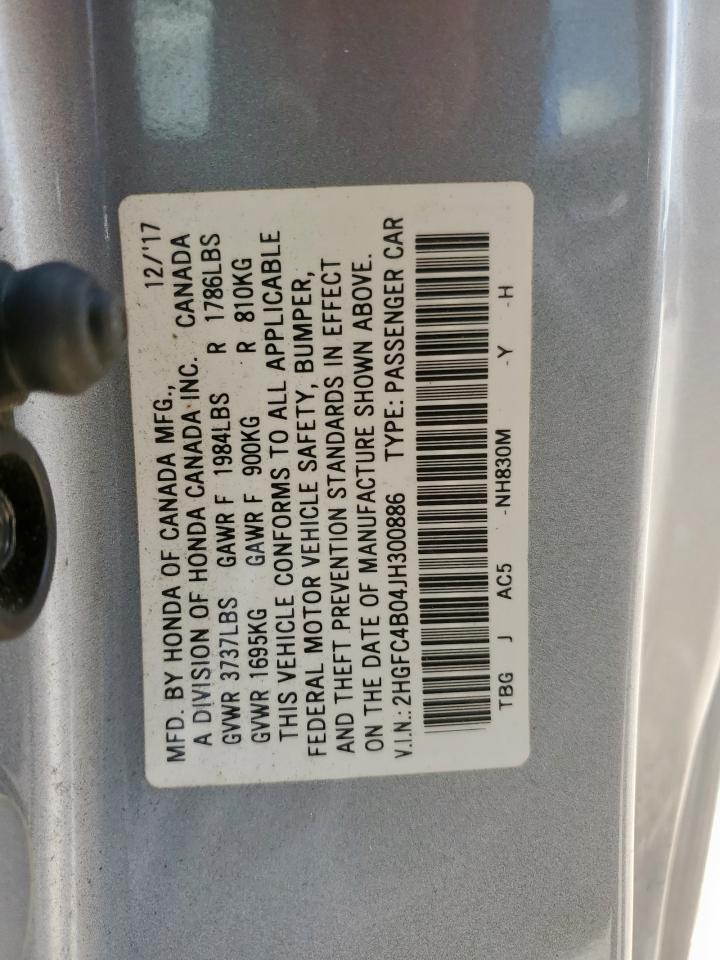 12/'17
MFD. BY HONDA OF CANADA MFG.,
A DIVISION OF HONDA CANADA INC. CANADA
GVWR 3737LBS GAWR F 1984LBS R 1786LBS
GVWR 1695KG GAWR F 900KG R 810KG
THIS VEHICLE CONFORMS TO ALL APPLICABLE
FEDERAL MOTOR VEHICLE SAFETY, BUMPER,
AND THEFT PREVENTION STANDARDS IN EFFECT
ON THE DATE OF MANUFACTURE SHOWN ABOVE.
V.I.N.: 2HGFC4B04JH300886 TYPE: PASSENGER CAR
TBG J AC5 -NH830M -Y -H